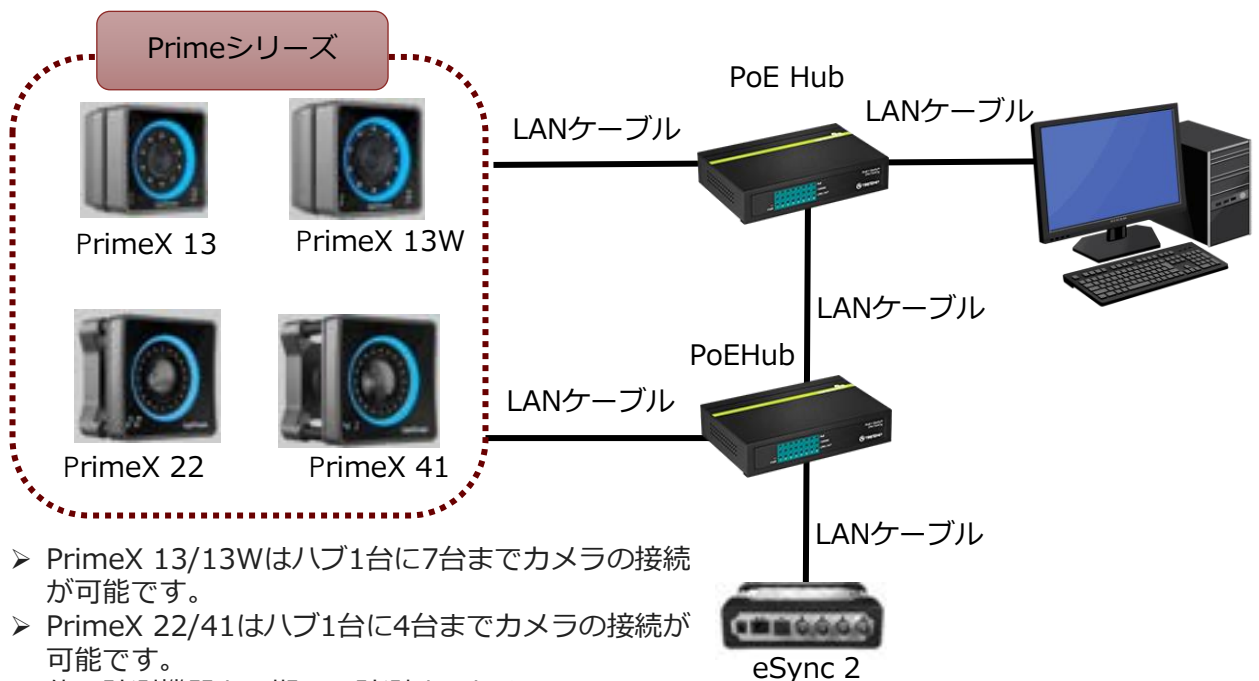 Primeシリーズ
PoE Hub
LANケーブル
LANケーブル
PrimeX 13
PrimeX 13W
LANケーブル
PoEHub
LANケーブル
PrimeX 22
PrimeX 41
LANケーブル
➢ PrimeX 13/13Wはハブ1台に7台までカメラの接続
が可能です。
➢ PrimeX 22/41はハブ1台に4台までカメラの接続が
可能です。
eSync 2